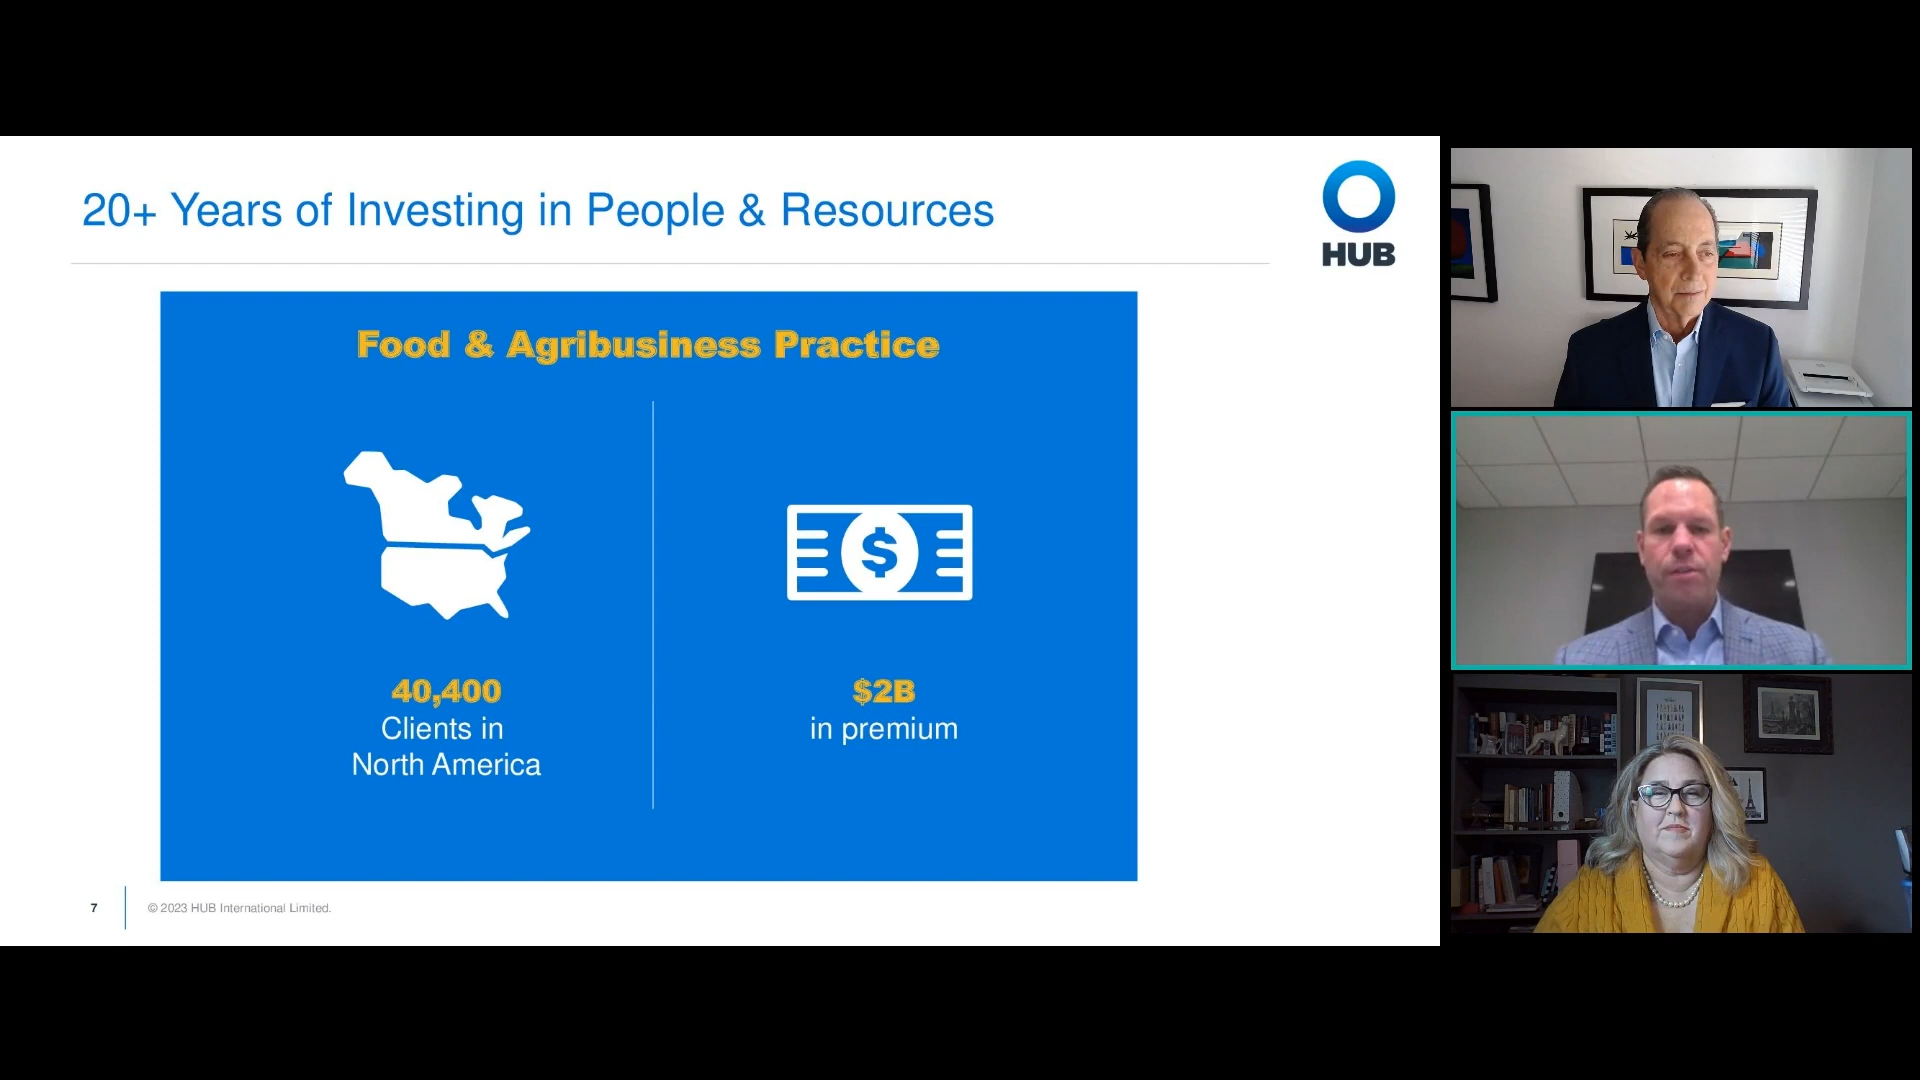 20+ Years of Investing in People & Resources
HUB
Food & Agribusiness Practice
$
40,400
Clients in
North America
$2B
in premium
7
© 2023 HUB International Limited.